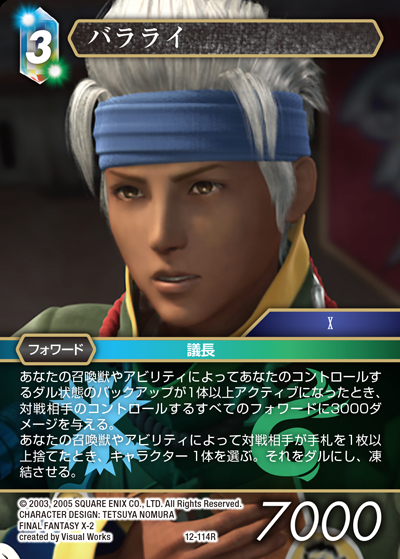 3
バラライ
X
フォワード
議長
あなたの召喚獣やアビリティによってあなたのコントロールす
るダル状態のバックアップが1体以上アクティブになったとき、
対戦相手のコントロールするすべてのフォワードに3000ダ
メージを与える。
あなたの召喚獣やアビリティによって対戦相手が手札を1枚以
上捨てたとき、キャラクター 1体を選ぶ。それをダルにし、凍
結させる。
© 2003, 2005 SQUARE ENIX CO., LTD. All Rights Reserved.
CHARACTER DESIGN: TETSUYA NOMURA
FINAL FANTASY X-2
created by Visual Works
12-114R
7000